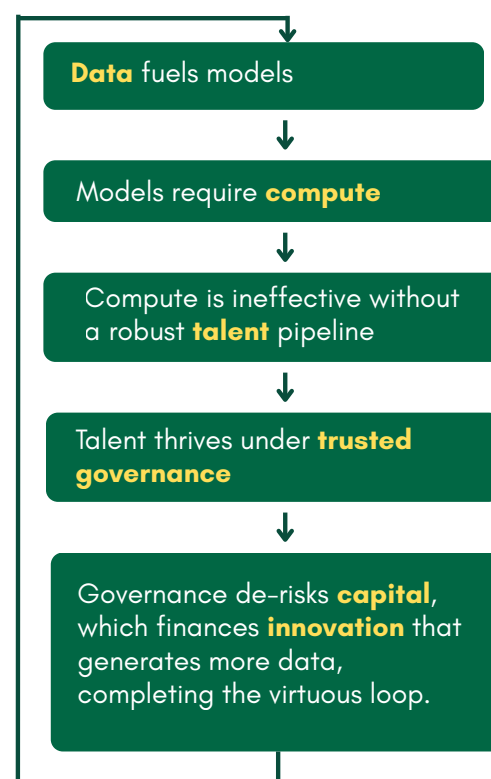 Data fuels models
Models require compute
Compute is ineffective without
a robust talent pipeline
Talent thrives under trusted
governance
Governance de-risks capital,
which finances innovation that
generates more data,
completing the virtuous loop.